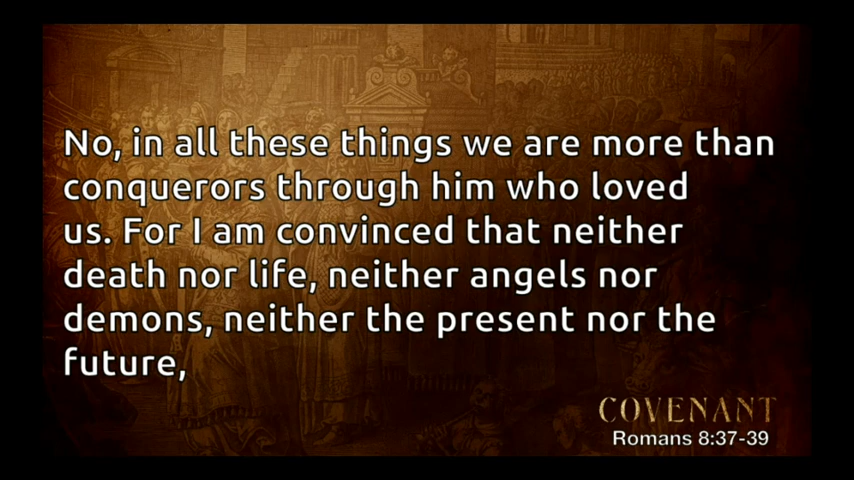 No, in all these things we are more than
conquerors through him who loved
us. For I am convinced that neither
death nor life, neither angels nor
demons, neither the present nor the
future,
COVENANT
Romans 8:37-39